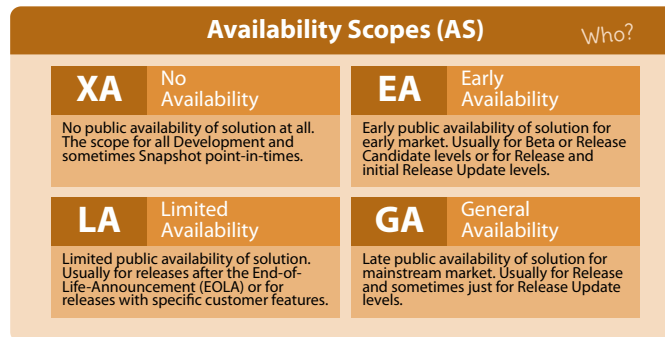 Availability Scopes (AS)
Who?
XA
No
Availability
No public availability of solution at all.
The scope for all Development and
sometimes Snapshot point-in-times.
EA
Early
Availability
Early public availability of solution for
early market. Usually for Beta or Release
Candidate levels or for Release and
initial Release Update levels.
LA
Limited
Availability
Limited public availability of solution.
Usually for releases after the End-of-
Life-Announcement (EOLA) or for
releases with specific customer features.
GA
General
Availability
Late public availability of solution for
mainstream market. Usually for Release
and sometimes just for Release Update
levels.